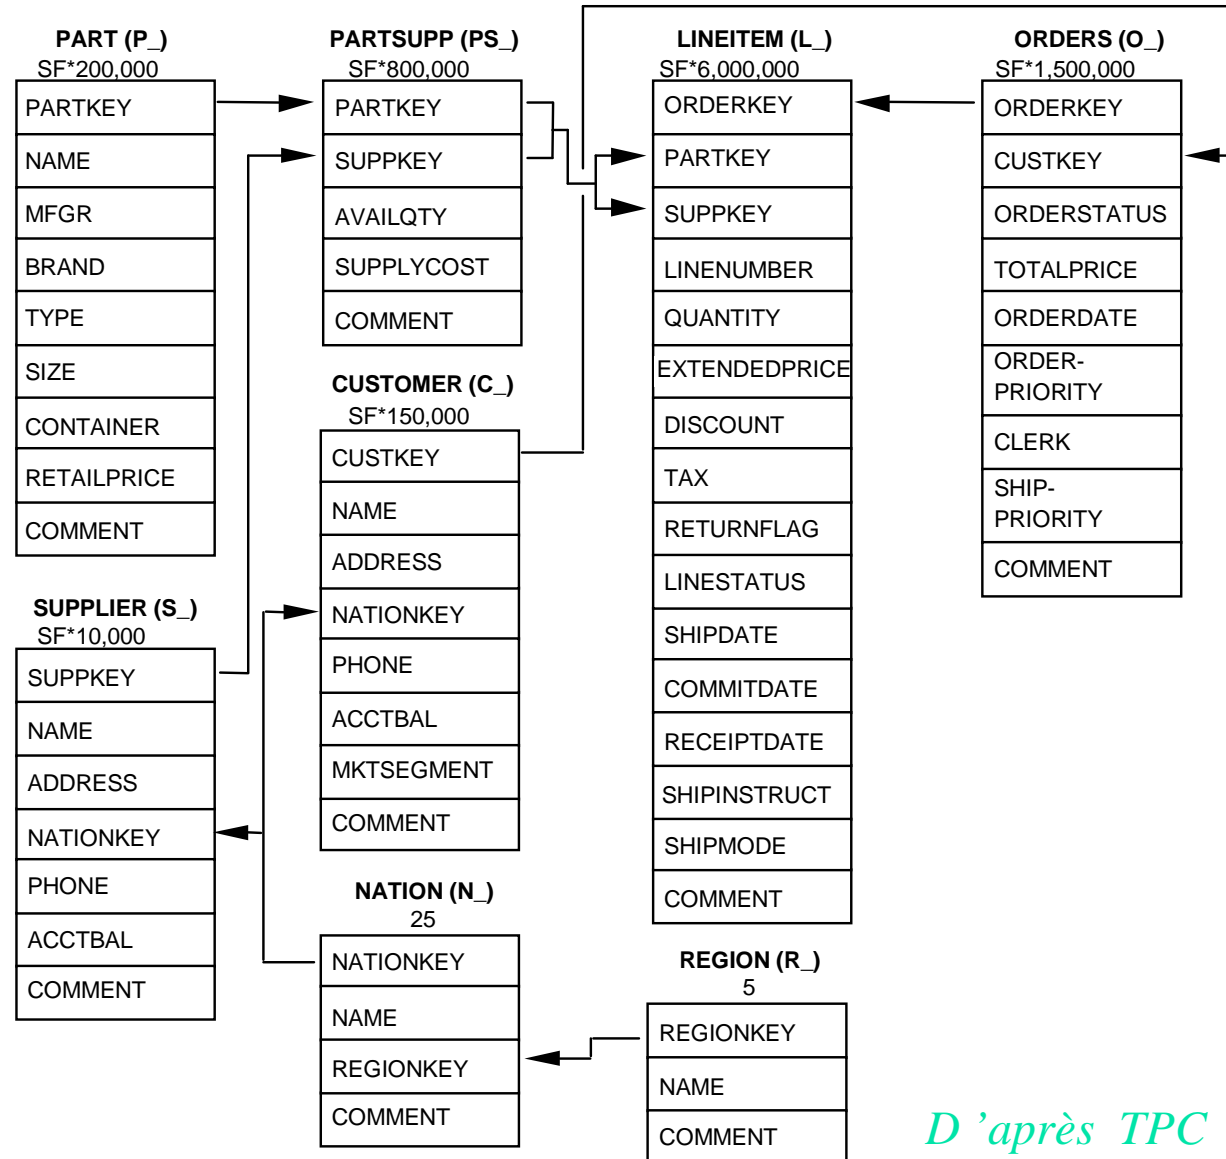 PART (P_)
SF*200,000
PARTKEY
NAME
MFGR
BRAND
TYPE
SIZE
CONTAINER
RETAILPRICE
COMMENT
SUPPLIER (S_)
SF*10,000
SUPPKEY
NAME
ADDRESS
NATIONKEY
PHONE
ACCTBAL
COMMENT
PARTSUPP (PS_)
SF*800,000
PARTKEY
SUPPKEY
AVAILQTY
SUPPLYCOST
COMMENT
CUSTOMER (C_)
SF*150,000
CUSTKEY
NAME
ADDRESS
NATIONKEY
PHONE
ACCTBAL
MKTSEGMENT
COMMENT
NATION (N_)
25
NATIONKEY
NAME
REGIONKEY
COMMENT
LINEITEM (L_)
SF*6,000,000
ORDERKEY
PARTKEY
SUPPKEY
LINENUMBER
QUANTITY
EXTENDEDPRICE
DISCOUNT
TAX
RETURNFLAG
LINESTATUS
SHIPDATE
COMMITDATE
RECEIPTDATE
SHIPINSTRUCT
SHIPMODE
COMMENT
REGION (R_)
5
REGIONKEY
NAME
COMMENT
ORDERS (O_)
SF*1,500,000
ORDERKEY
CUSTKEY
ORDERSTATUS
TOTALPRICE
ORDERDATE
ORDER-
PRIORITY
CLERK
SHIP-
PRIORITY
COMMENT
D ’après TPC